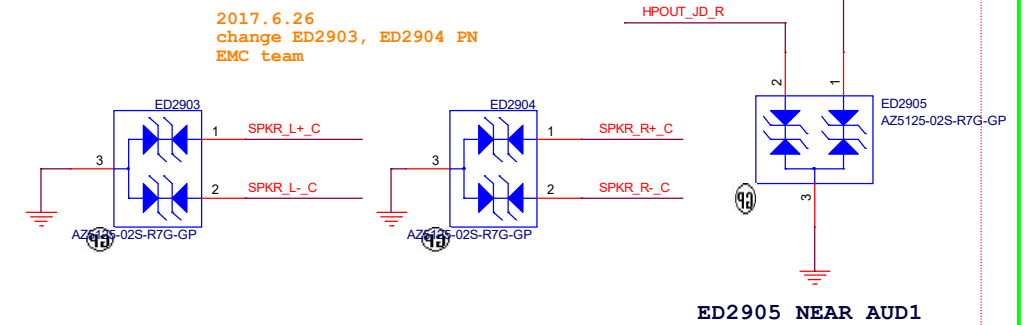 2017.6.26
change ED2903, ED2904 PN
EMC team
HPOUT_JD_R
2
1
ED2905
AZ5125-02S-R7G-GP
3
ED2903
1
SPKR_L+_C
3
2
SPKR_L-_C
AZ5125-02S-R7G-GP
ED2904
1
SPKR_R+_C
3
2
SPKR_R-_C
AZ5125-02S-R7G-GP
ED2905 NEAR AUD1